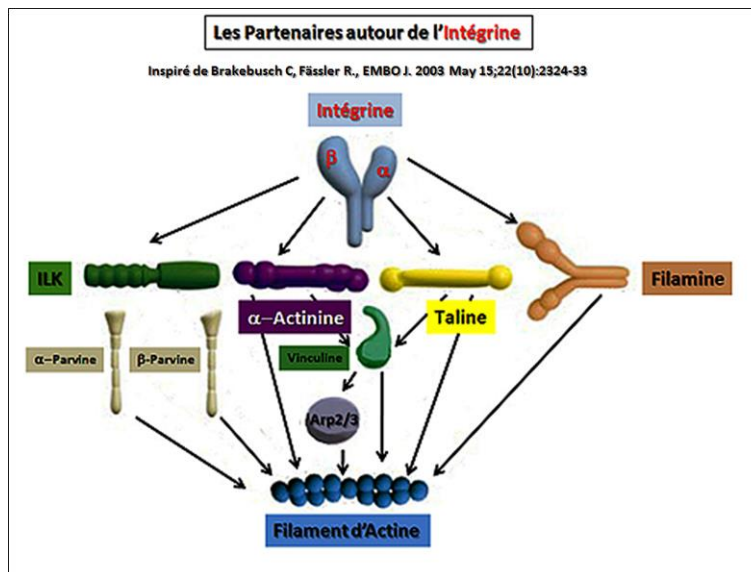 Les Partenaires autour de l'Intégrine
Inspiré de Brakebusch C, Fässler R., EMBO J. 2003 May 15;22(10):2324-33
Intégrine
β
α
ILK
α-Actinine
Taline
Filamine
α-Parvine
β-Parvine
Vinculine
Arp2/3
Filament d'Actine